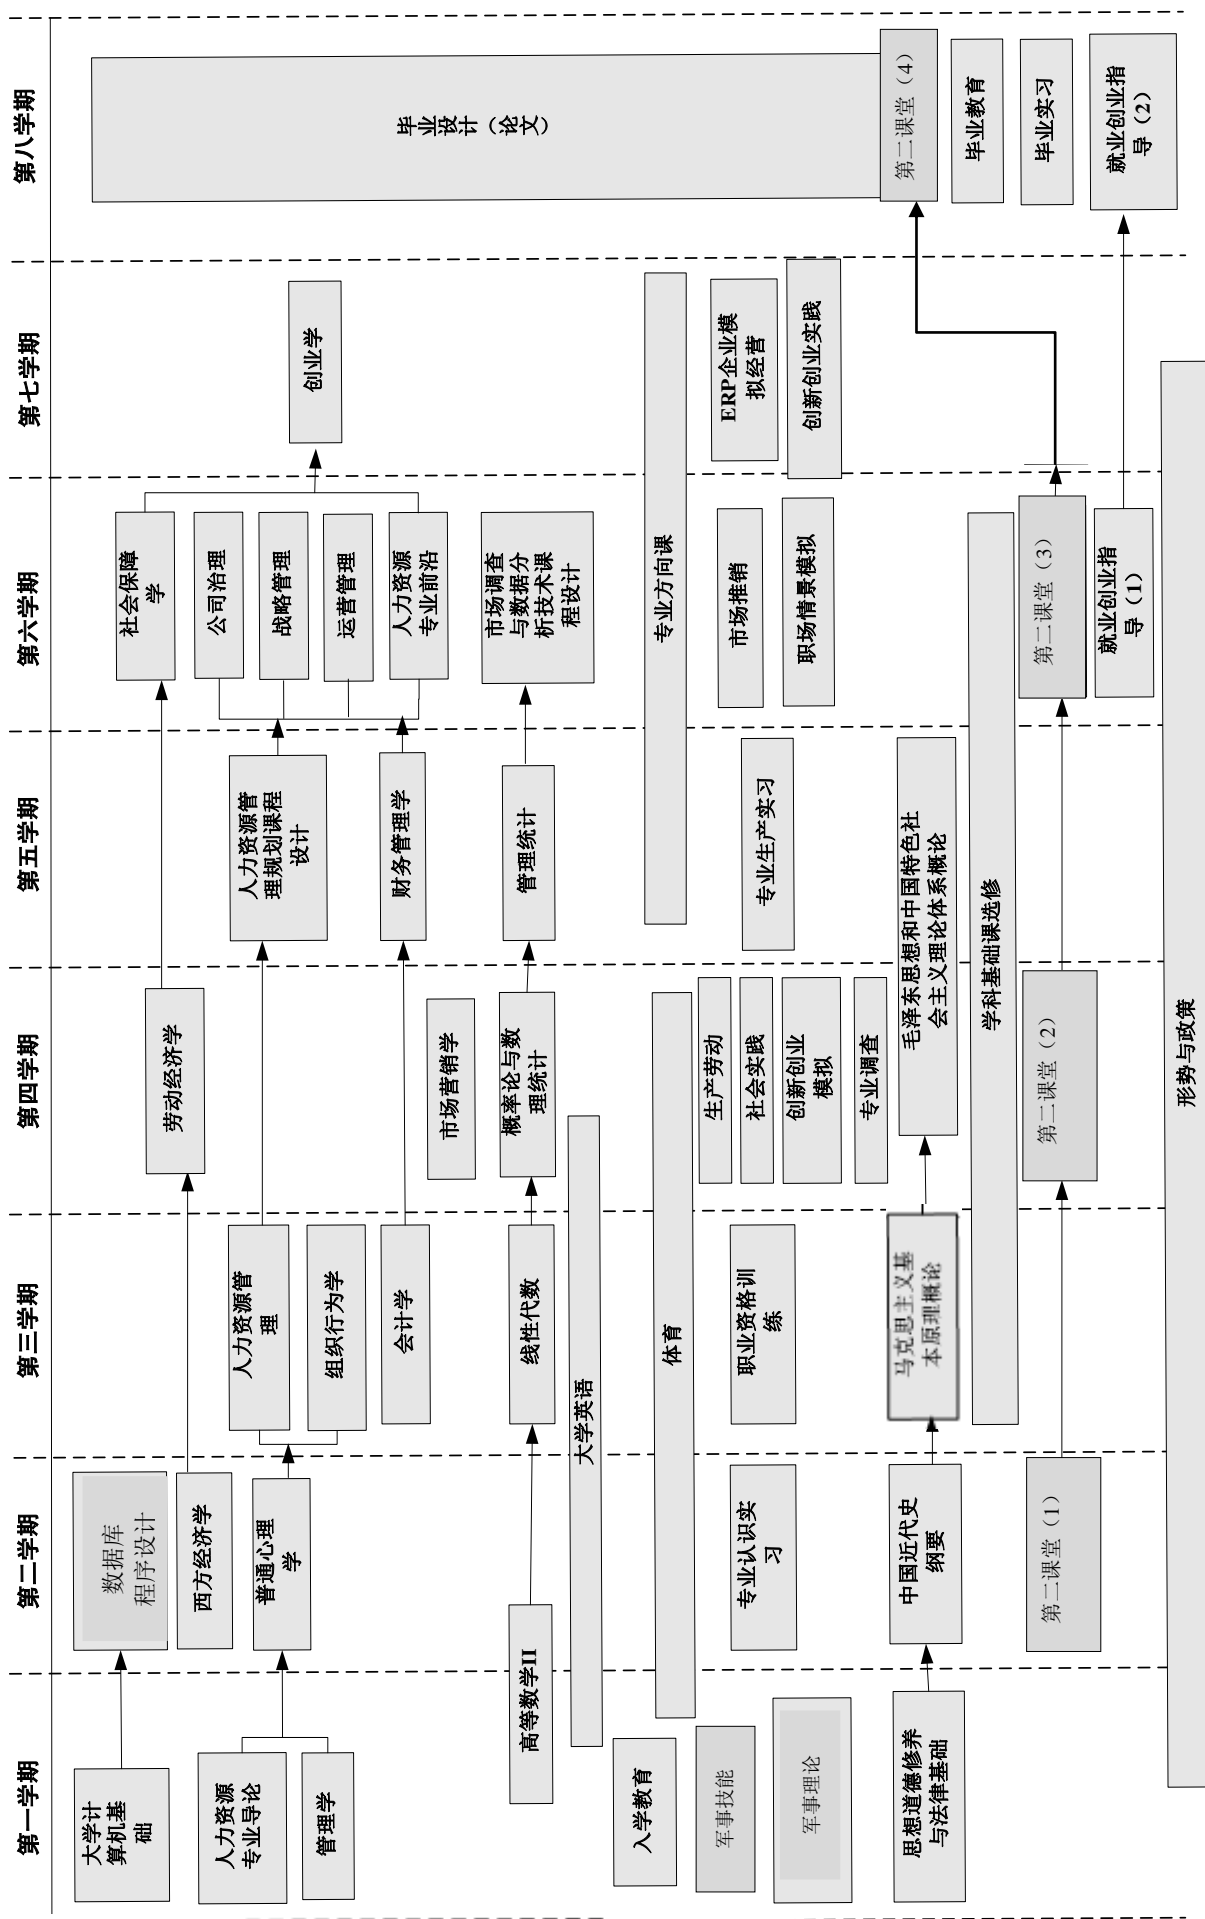 第一学期
第二学期
第三学期
第四学期
第五学期
第六学期
第七学期
第八学期
大学计
算机基
础
人力资源
专业导论
管理学
高等数学II
入学教育
军事技能
军事理论
思想道德修养
与法律基础
数据库
程序设计
西方经济学
普通心理
学
专业认识实
习
中国近代史
纲要
第二课堂（1）
人力资源管
理
组织行为学
会计学
线性代数
大学英语
体育
职业资格训
练
马克思主义基
本原理概论
劳动经济学
市场营销学
概率论与数
理统计
生产劳动
社会实践
创新创业
模拟
专业调查
毛泽东思想和中国特色社
会主义理论体系概论
学科基础课选修
第二课堂（2）
形势与政策
人力资源管
理规划课程
设计
财务管理学
管理统计
专业生产实习
社会保障
学
公司治理
战略管理
运营管理
人力资源
专业前沿
市场调查
与数据分
析技术课
程设计
专业方向课
市场推销
职场情景模拟
第二课堂（3）
就业创业指
导（1）
创业学
ERP企业模
拟经营
创新创业实践
毕业设计（论文）
第二课堂（4）
毕业教育
毕业实习
就业创业指
导（2）